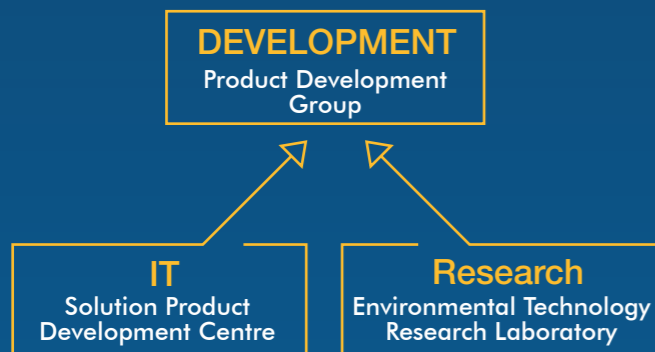 DEVELOPMENT
Product Development
Group
IT
Solution Product
Development Centre
Research
Environmental Technology
Research Laboratory